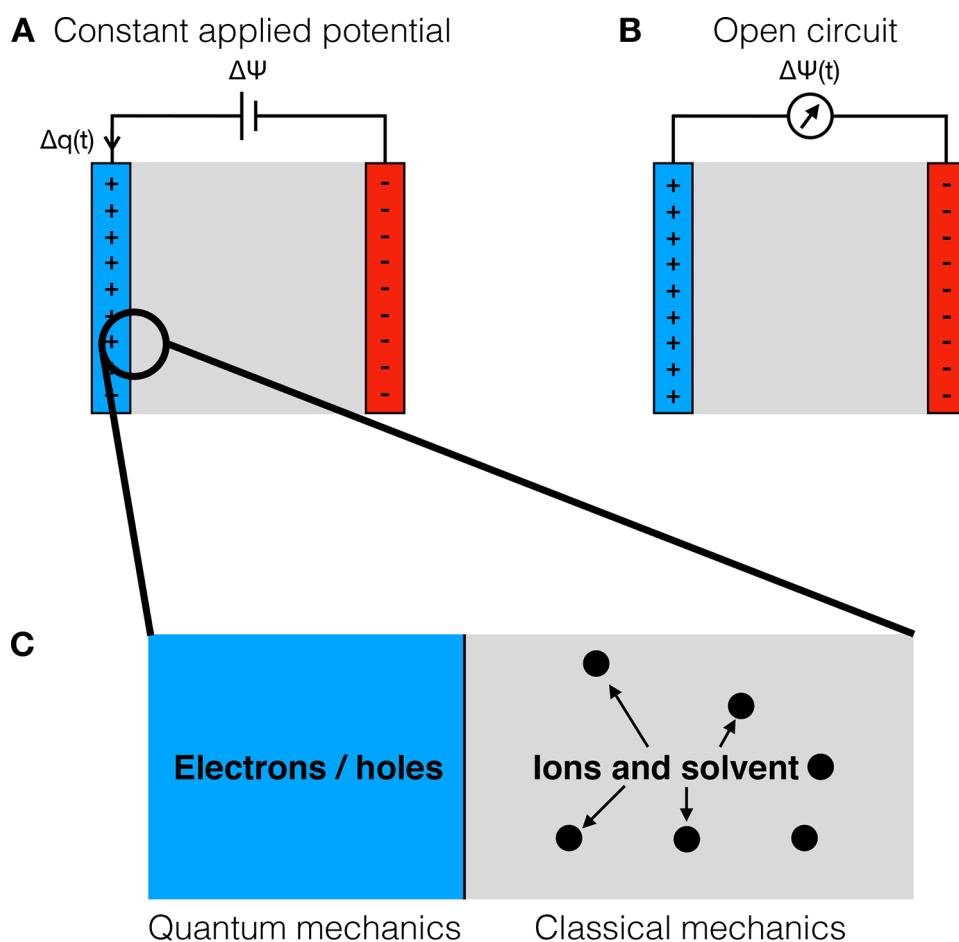 A Constant applied potential
ΔΨ
Δq(t)
+ -
+ -
+ -
+ -
+ -
+ -
+ -
+ -
+ -
B Open circuit
ΔΨ(t)
+ -
+ -
+ -
+ -
+ -
+ -
+ -
+ -
+ -
C
Electrons / holes
Ions and solvent
Quantum mechanics
Classical mechanics